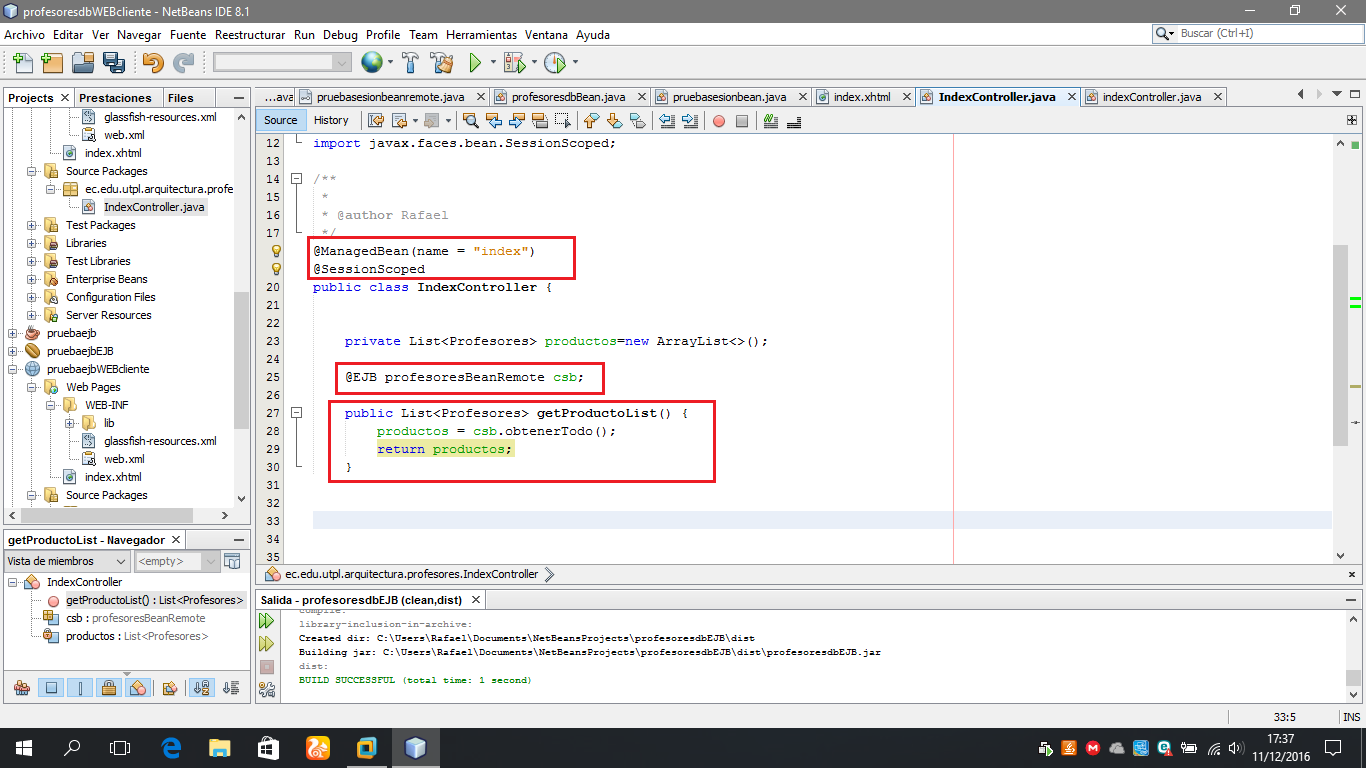 profesoresdbWEBcliente - NetBeans IDE 8.1
Archivo Editar Ver Navegar Fuente Reestructurar Run Debug Profile Team Herramientas Ventana Ayuda
Buscar (Ctrl+I)
Projects Prestaciones Files
...ava pruebasesionbeanremote.java profesoresdbBean.java pruebasesionbean.java index.xhtml IndexController.java indexController.java
Source History
glassfish-resources.xml
web.xml
index.xhtml
Source Packages
ec.edu.utpl.arquitectura.profe
IndexController.java
Test Packages
Libraries
Test Libraries
Enterprise Beans
Configuration Files
Server Resources
pruebaejb
pruebaejbEJB
pruebaejbWEBcliente
Web Pages
WEB-INF
lib
glassfish-resources.xml
web.xml
index.xhtml
Source Packages
12 import javax.faces.bean.SessionScoped;
13
14 /**
15 *
16 * @author Rafael
17 */
@ManagedBean(name = "index")
@SessionScoped
20 public class IndexController {
21
22
23 private List<Profesores> productos=new ArrayList<>();
24
25 @EJB profesoresBeanRemote csb;
26
27 public List<Profesores> getProductoList() {
28 productos = csb.obtenerTodo();
29 return productos;
30 }
31
32
33
34
35
ec.edu.utpl.arquitectura.profesores.IndexController
getProductoList - Navegador
Vista de miembros <empty>
IndexController
getProductoList() : List<Profesores>
csb : profesoresBeanRemote
productos : List<Profesores>
Salida - profesoresdbEJB (clean,dist)
compile:
library-inclusion-in-archive:
Created dir: C:\Users\Rafael\Documents\NetBeansProjects\profesoresdbEJB\dist
Building jar: C:\Users\Rafael\Documents\NetBeansProjects\profesoresdbEJB\dist\profesoresdbEJB.jar
dist:
BUILD SUCCESSFUL (total time: 1 second)
33:5 INS
17:37
11/12/2016